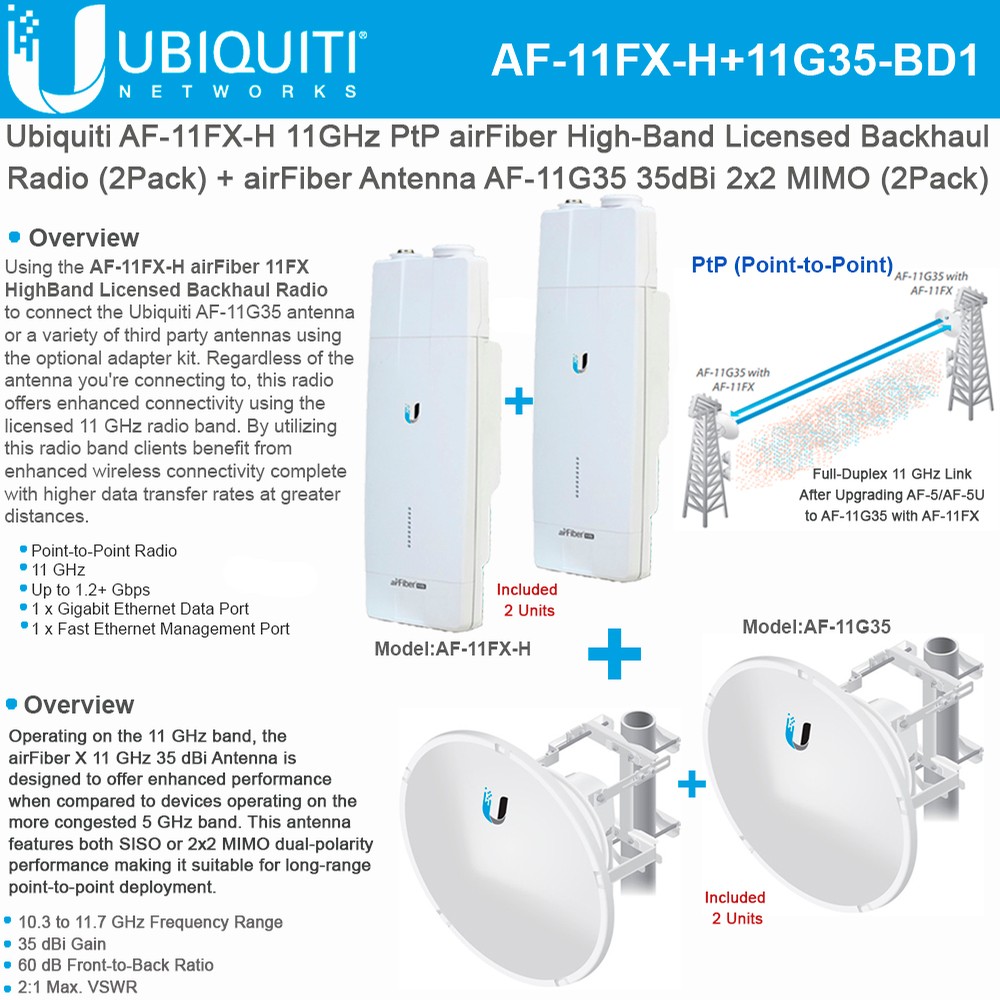 UBIQUITI®
NETWORKS
AF-11FX-H+11G35-BD1
Ubiquiti AF-11FX-H 11GHz PtP airFiber High-Band Licensed Backhaul
Radio (2Pack) + airFiber Antenna AF-11G35 35dBi 2x2 MIMO (2Pack)
• Overview
Using the AF-11FX-H airFiber 11FX
HighBand Licensed Backhaul Radio
to connect the Ubiquiti AF-11G35 antenna
or a variety of third party antennas using
the optional adapter kit. Regardless of the
antenna you're connecting to, this radio
offers enhanced connectivity using the
licensed 11 GHz radio band. By utilizing
this radio band clients benefit from
enhanced wireless connectivity complete
with higher data transfer rates at greater
distances.
• Point-to-Point Radio
• 11 GHz
• Up to 1.2+ Gbps
• 1 x Gigabit Ethernet Data Port
• 1 x Fast Ethernet Management Port
airFiber
airFiber
+
Included
2 Units
Model:AF-11FX-H
PtP (Point-to-Point)
AF-11G35 with
AF-11FX
AF-11G35 with
AF-11FX
Full-Duplex 11 GHz Link
After Upgrading AF-5/AF-5U
to AF-11G35 with AF-11FX
+
Model:AF-11G35
• Overview
Operating on the 11 GHz band, the
airFiber X 11 GHz 35 dBi Antenna is
designed to offer enhanced performance
when compared to devices operating on the
more congested 5 GHz band. This antenna
features both SISO or 2x2 MIMO dual-polarity
performance making it suitable for long-range
point-to-point deployment.
• 10.3 to 11.7 GHz Frequency Range
• 35 dBi Gain
• 60 dB Front-to-Back Ratio
• 2:1 Max. VSWR
+
Included
2 Units